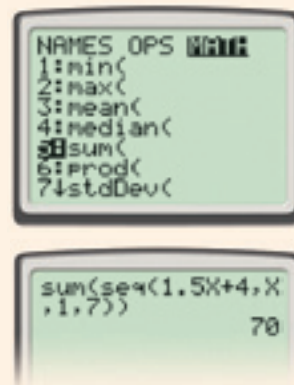 NAMES OPS MATH
1:min(
2:max(
3:mean(
4:median(
5:sum(
6:prod(
7↓stdDev(
sum(seq(1.5X+4,X
,1,7))
70